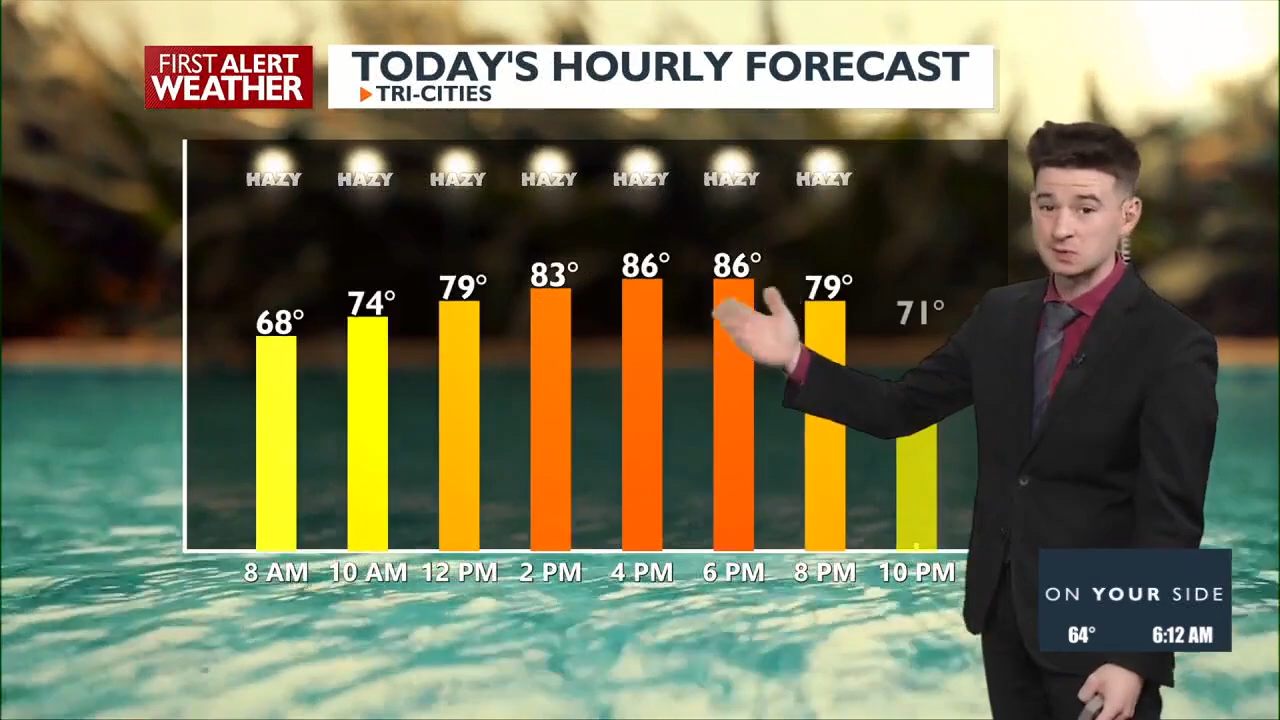 FIRST ALERT
WEATHER
TODAY'S HOURLY FORECAST
TRI-CITIES
HAZY HAZY HAZY HAZY HAZY HAZY HAZY
68° 74° 79° 83° 86° 86° 79° 71°
8 AM 10 AM 12 PM 2 PM 4 PM 6 PM 8 PM 10 PM
ON YOUR SIDE
64° 6:12 AM